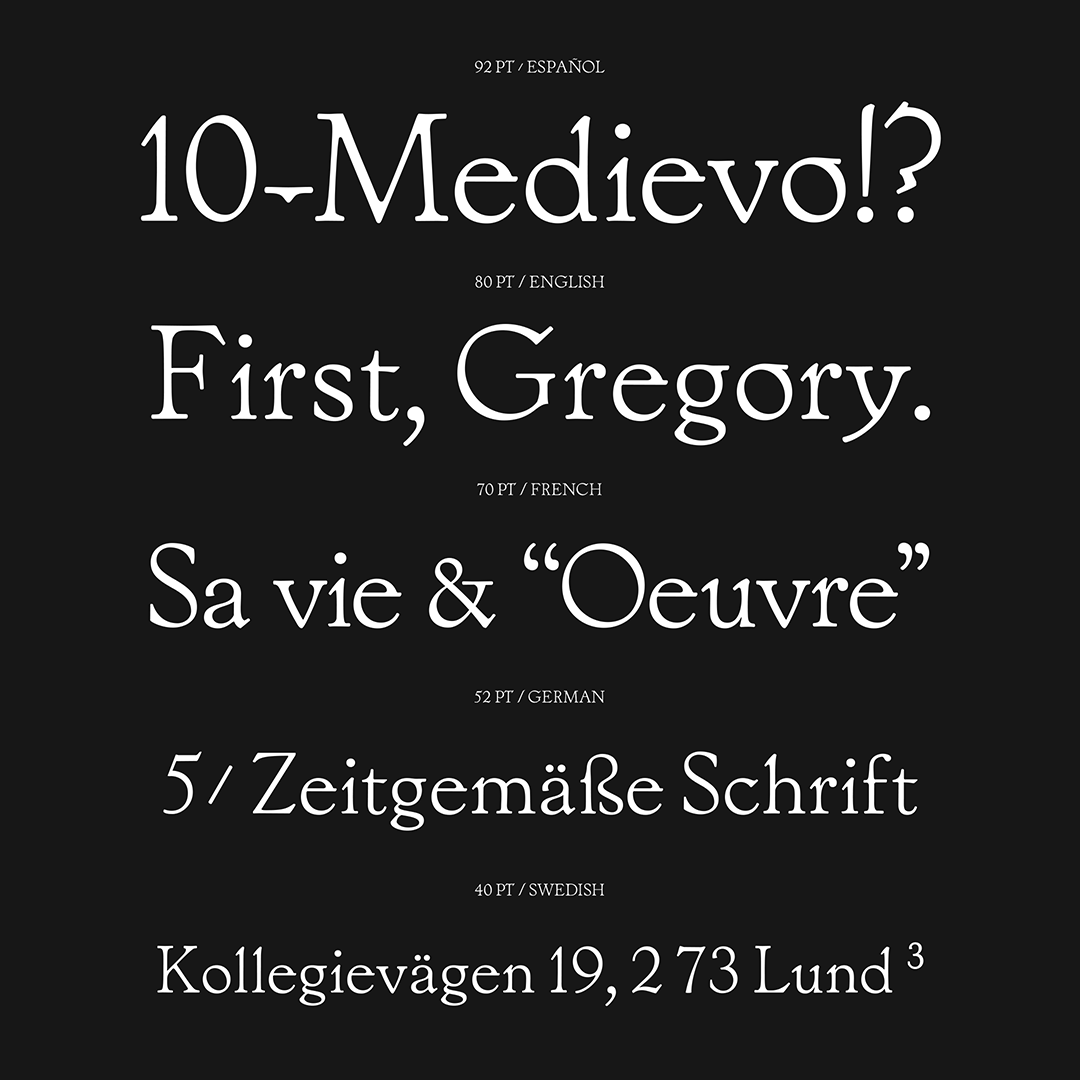 92 PT / ESPAÑOL
10-Medievo!?
80 PT / ENGLISH
First, Gregory.
70 PT / FRENCH
Sa vie & “Oeuvre”
52 PT / GERMAN
5/ Zeitgemäße Schrift
40 PT / SWEDISH
Kollegievägen 19, 2 73 Lund ³